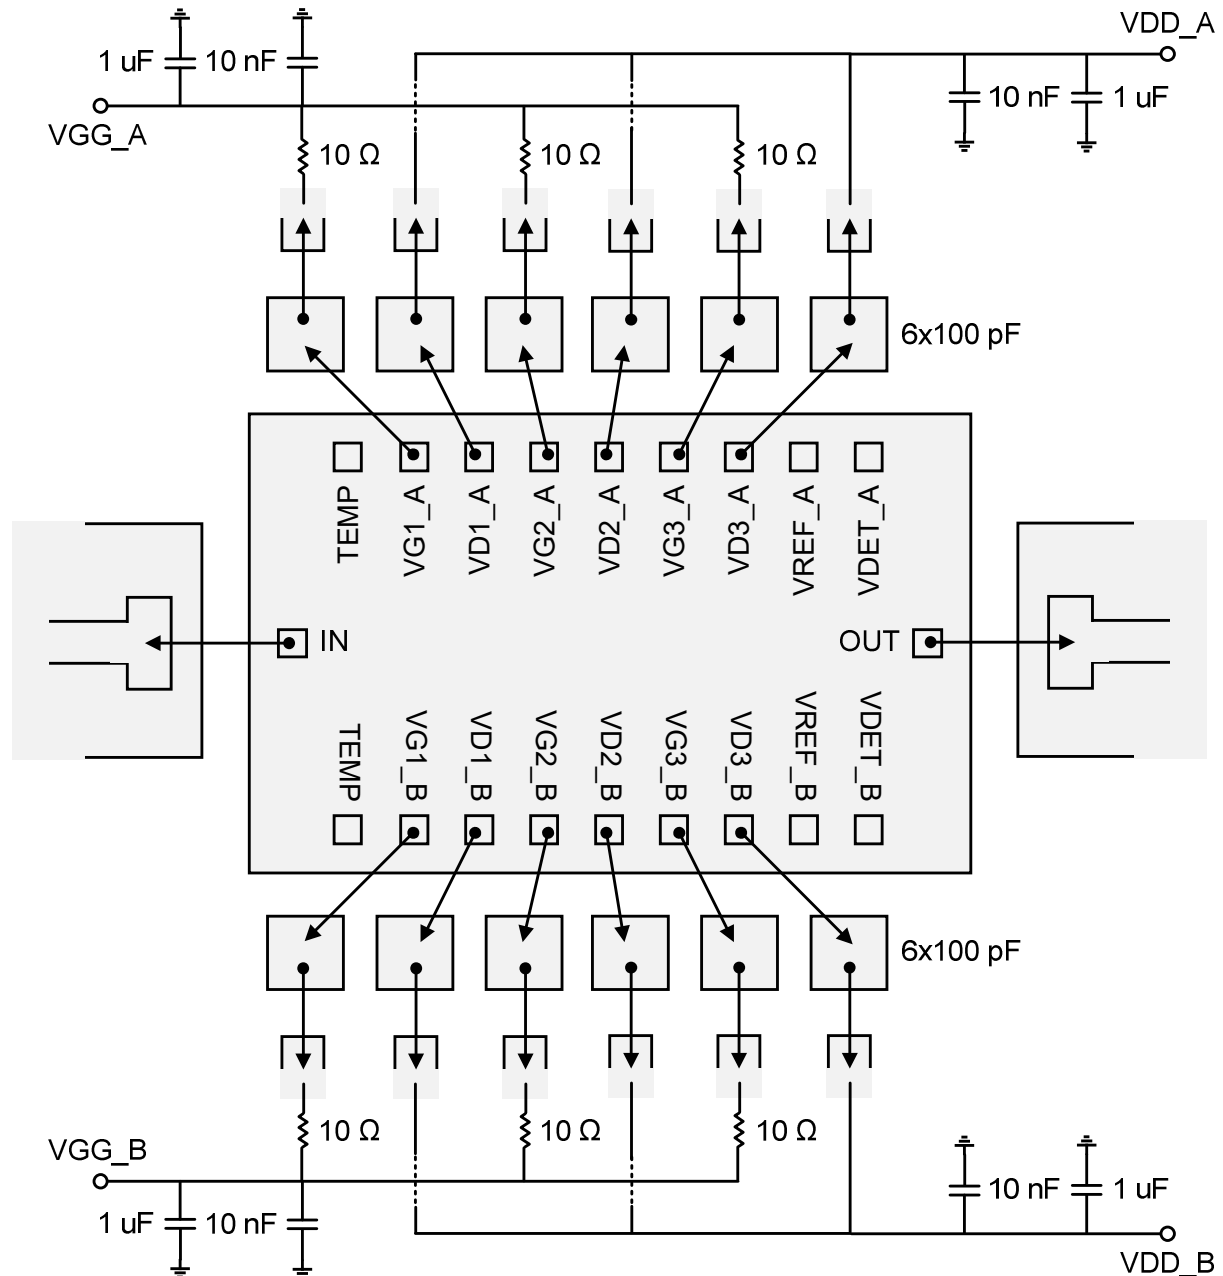 VDD_A
1 uF 10 nF
10 nF 1 uF
VGG_A
10 Ω 10 Ω 10 Ω
6x100 pF
TEMP VG1_A VD1_A VG2_A VD2_A VG3_A VD3_A VREF_A VDET_A
IN OUT
TEMP VG1_B VD1_B VG2_B VD2_B VG3_B VD3_B VREF_B VDET_B
6x100 pF
10 Ω 10 Ω 10 Ω
VGG_B
10 nF 1 uF
1 uF 10 nF
VDD_B